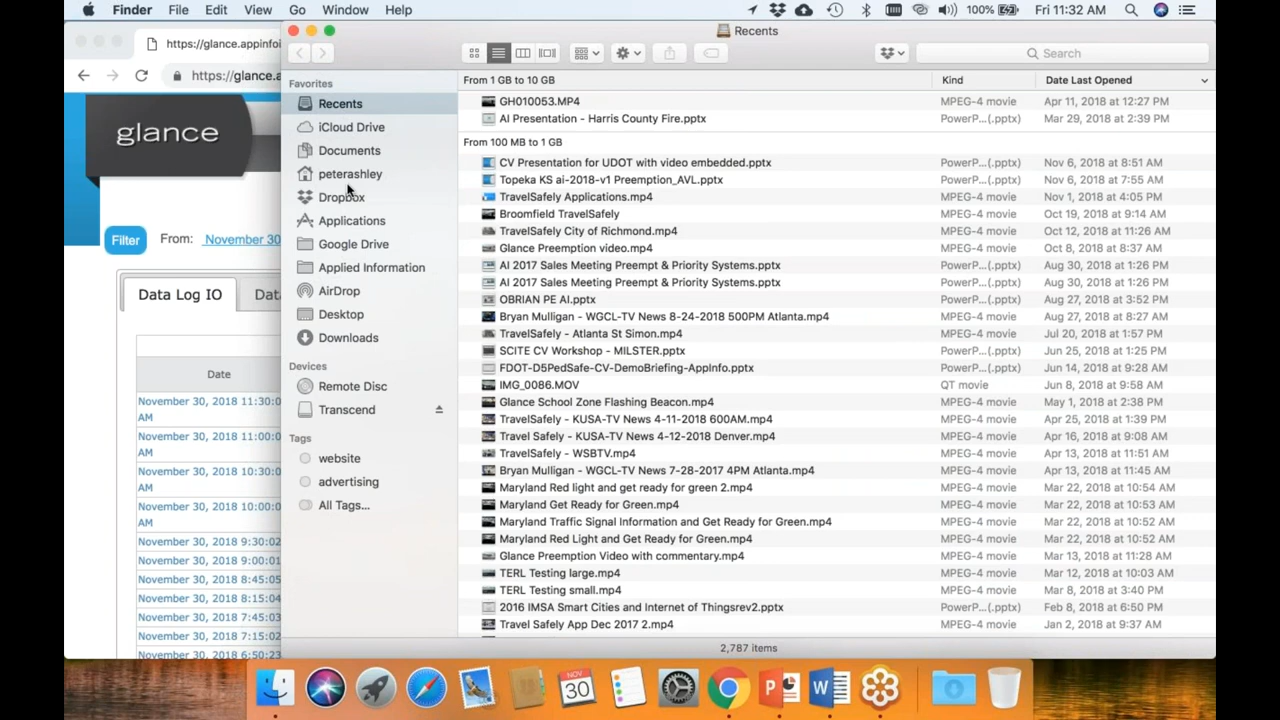 Finder File Edit View Go Window Help 100% Fri 11:32 AM
https://glance.appinfoi
https://glance.a
glance
Filter From: November 30
Data Log IO Dat
Date
November 30, 2018 11:30:0
AM
November 30, 2018 11:00:0
AM
November 30, 2018 10:30:0
AM
November 30, 2018 10:00:0
AM
November 30, 2018 9:30:02
November 30, 2018 9:00:01
November 30, 2018 8:45:05
November 30, 2018 8:15:04
November 30, 2018 7:45:03
November 30, 2018 7:15:02
November 30, 2018 6:50:23
Recents
Search
Favorites
Recents
iCloud Drive
Documents
peterashley
Dropbox
Applications
Google Drive
Applied Information
AirDrop
Desktop
Downloads
Devices
Remote Disc
Transcend
Tags
website
advertising
All Tags...
From 1 GB to 10 GB Kind Date Last Opened
GH010053.MP4 MPEG-4 movie Apr 11, 2018 at 12:27 PM
AI Presentation - Harris County Fire.pptx PowerP...(.pptx) Mar 29, 2018 at 2:39 PM
From 100 MB to 1 GB
CV Presentation for UDOT with video embedded.pptx PowerP...(.pptx) Nov 6, 2018 at 8:51 AM
Topeka KS ai-2018-v1 Preemption_AVL.pptx PowerP...(.pptx) Nov 6, 2018 at 7:55 AM
TravelSafely Applications.mp4 MPEG-4 movie Nov 1, 2018 at 4:05 PM
Broomfield TravelSafely MPEG-4 movie Oct 19, 2018 at 9:14 AM
TravelSafely City of Richmond.mp4 MPEG-4 movie Oct 12, 2018 at 11:26 AM
Glance Preemption video.mp4 MPEG-4 movie Oct 8, 2018 at 8:37 AM
AI 2017 Sales Meeting Preempt & Priority Systems.pptx PowerP...(.pptx) Aug 30, 2018 at 1:26 PM
AI 2017 Sales Meeting Preempt & Priority Systems.pptx PowerP...(.pptx) Aug 30, 2018 at 1:26 PM
OBRIAN PE AI.pptx PowerP...(.pptx) Aug 27, 2018 at 3:52 PM
Bryan Mulligan - WGCL-TV News 8-24-2018 500PM Atlanta.mp4 MPEG-4 movie Aug 27, 2018 at 8:27 AM
TravelSafely - Atlanta St Simon.mp4 MPEG-4 movie Jul 20, 2018 at 1:57 PM
SCITE CV Workshop - MILSTER.pptx PowerP...(.pptx) Jun 25, 2018 at 1:25 PM
FDOT-D5PedSafe-CV-DemoBriefing-AppInfo.pptx PowerP...(.pptx) Jun 14, 2018 at 9:28 AM
IMG_0086.MOV QT movie Jun 8, 2018 at 9:58 AM
Glance School Zone Flashing Beacon.mp4 MPEG-4 movie May 1, 2018 at 2:38 PM
TravelSafely - KUSA-TV News 4-11-2018 600AM.mp4 MPEG-4 movie Apr 25, 2018 at 1:39 PM
Travel Safely - KUSA-TV News 4-12-2018 Denver.mp4 MPEG-4 movie Apr 16, 2018 at 9:08 AM
TravelSafely - WSBTV.mp4 MPEG-4 movie Apr 13, 2018 at 11:51 AM
Bryan Mulligan - WGCL-TV News 7-28-2017 4PM Atlanta.mp4 MPEG-4 movie Apr 13, 2018 at 11:45 AM
Maryland Red light and get ready for green 2.mp4 MPEG-4 movie Mar 22, 2018 at 10:54 AM
Maryland Get Ready for Green.mp4 MPEG-4 movie Mar 22, 2018 at 10:53 AM
Maryland Traffic Signal Information and Get Ready for Green.mp4 MPEG-4 movie Mar 22, 2018 at 10:52 AM
Maryland Red Light and Get Ready for Green.mp4 MPEG-4 movie Mar 22, 2018 at 10:52 AM
Glance Preemption Video with commentary.mp4 MPEG-4 movie Mar 13, 2018 at 11:28 AM
TERL Testing large.mp4 MPEG-4 movie Mar 12, 2018 at 10:03 AM
TERL Testing small.mp4 MPEG-4 movie Mar 8, 2018 at 3:40 PM
2016 IMSA Smart Cities and Internet of Thingsrev2.pptx PowerP...(.pptx) Feb 8, 2018 at 6:50 PM
Travel Safely App Dec 2017 2.mp4 MPEG-4 movie Jan 2, 2018 at 9:37 AM
2,787 items
NOV
30
P W